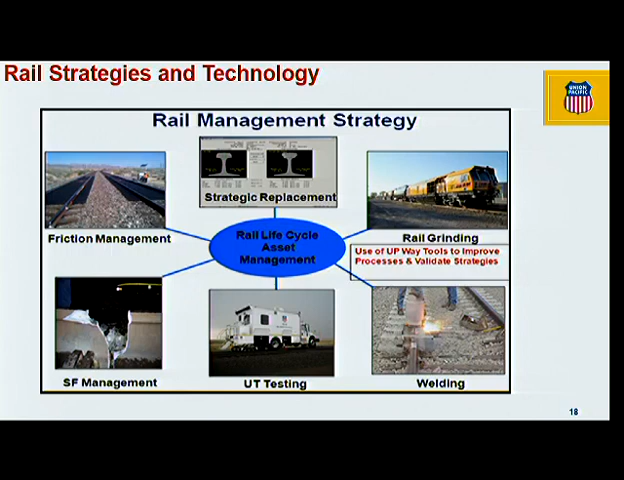 Rail Strategies and Technology
UNION
PACIFIC
Rail Management Strategy
Strategic Replacement
Friction Management
Rail Life Cycle
Asset
Management
Rail Grinding
Use of UP Way Tools to Improve
Processes & Validate Strategies
SF Management
UT Testing
Welding
18